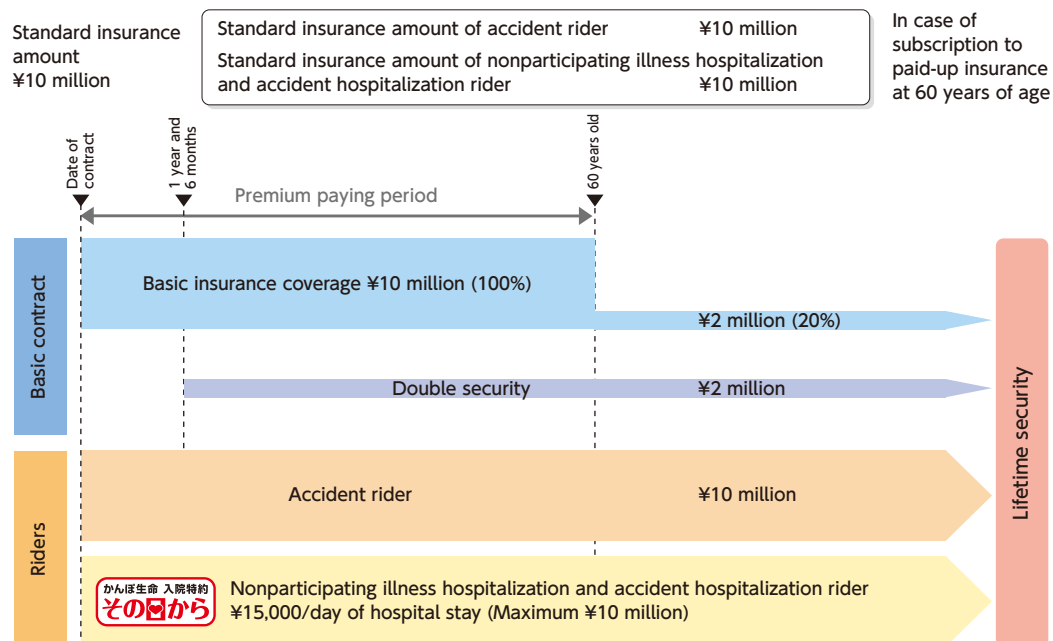 Standard insurance
amount
¥10 million
Standard insurance amount of accident rider ¥10 million
Standard insurance amount of nonparticipating illness hospitalization
and accident hospitalization rider ¥10 million
In case of
subscription to
paid-up insurance
at 60 years of age
Date of
contract
1 year and
6 months
60 years old
Premium paying period
Basic contract
Basic insurance coverage ¥10 million (100%)
¥2 million (20%)
Double security ¥2 million
Lifetime security
Riders
Accident rider ¥10 million
かんぽ生命 入院特約
その日から
Nonparticipating illness hospitalization and accident hospitalization rider
¥15,000/day of hospital stay (Maximum ¥10 million)